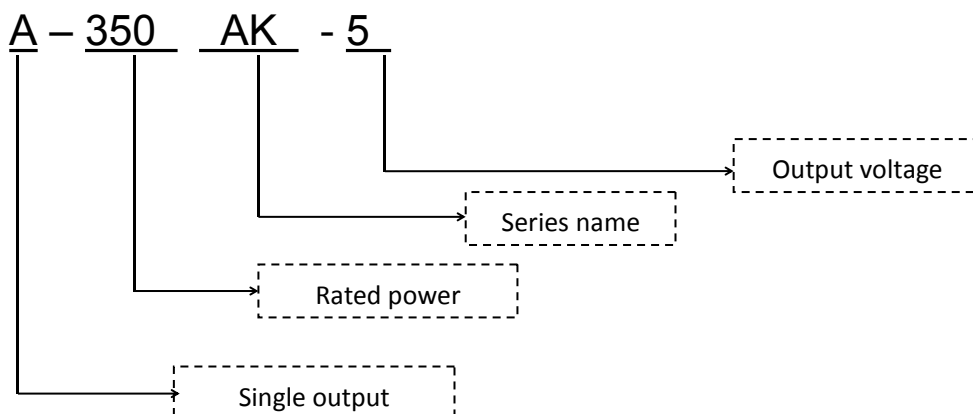 A – 350 AK - 5
Output voltage
Series name
Rated power
Single output